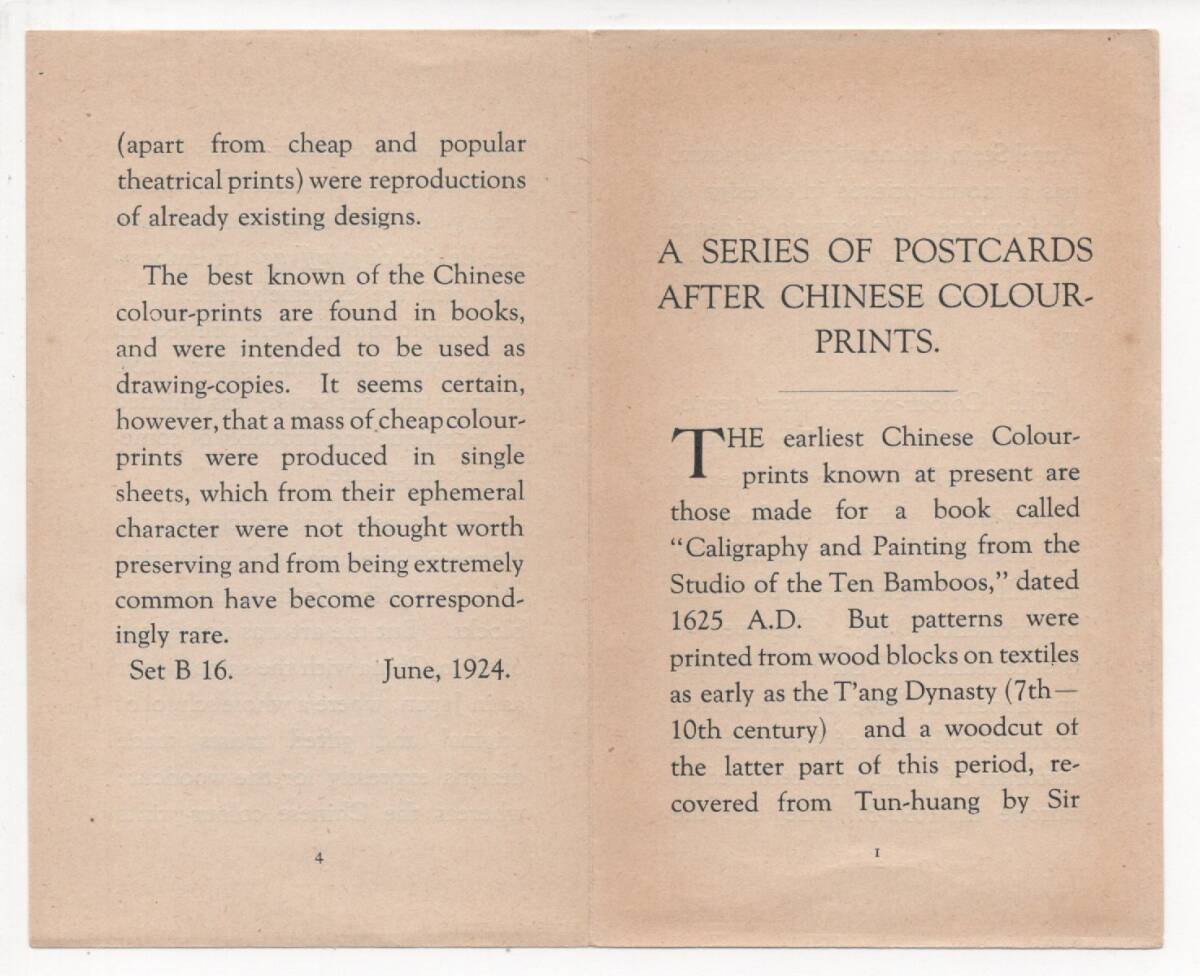 (apart from cheap and popular
theatrical prints) were reproductions
of already existing designs.
The best known of the Chinese
colour-prints are found in books,
and were intended to be used as
drawing-copies. It seems certain,
however, that a mass of cheap colour-
prints were produced in single
sheets, which from their ephemeral
character were not thought worth
preserving and from being extremely
common have become correspond-
ingly rare.
Set B 16. June, 1924.
4
A SERIES OF POSTCARDS
AFTER CHINESE COLOUR-
PRINTS.
THE earliest Chinese Colour-
prints known at present are
those made for a book called
“Caligraphy and Painting from the
Studio of the Ten Bamboos,” dated
1625 A.D. But patterns were
printed from wood blocks on textiles
as early as the T’ang Dynasty (7th—
10th century) and a woodcut of
the latter part of this period, re-
covered from Tun-huang by Sir
1